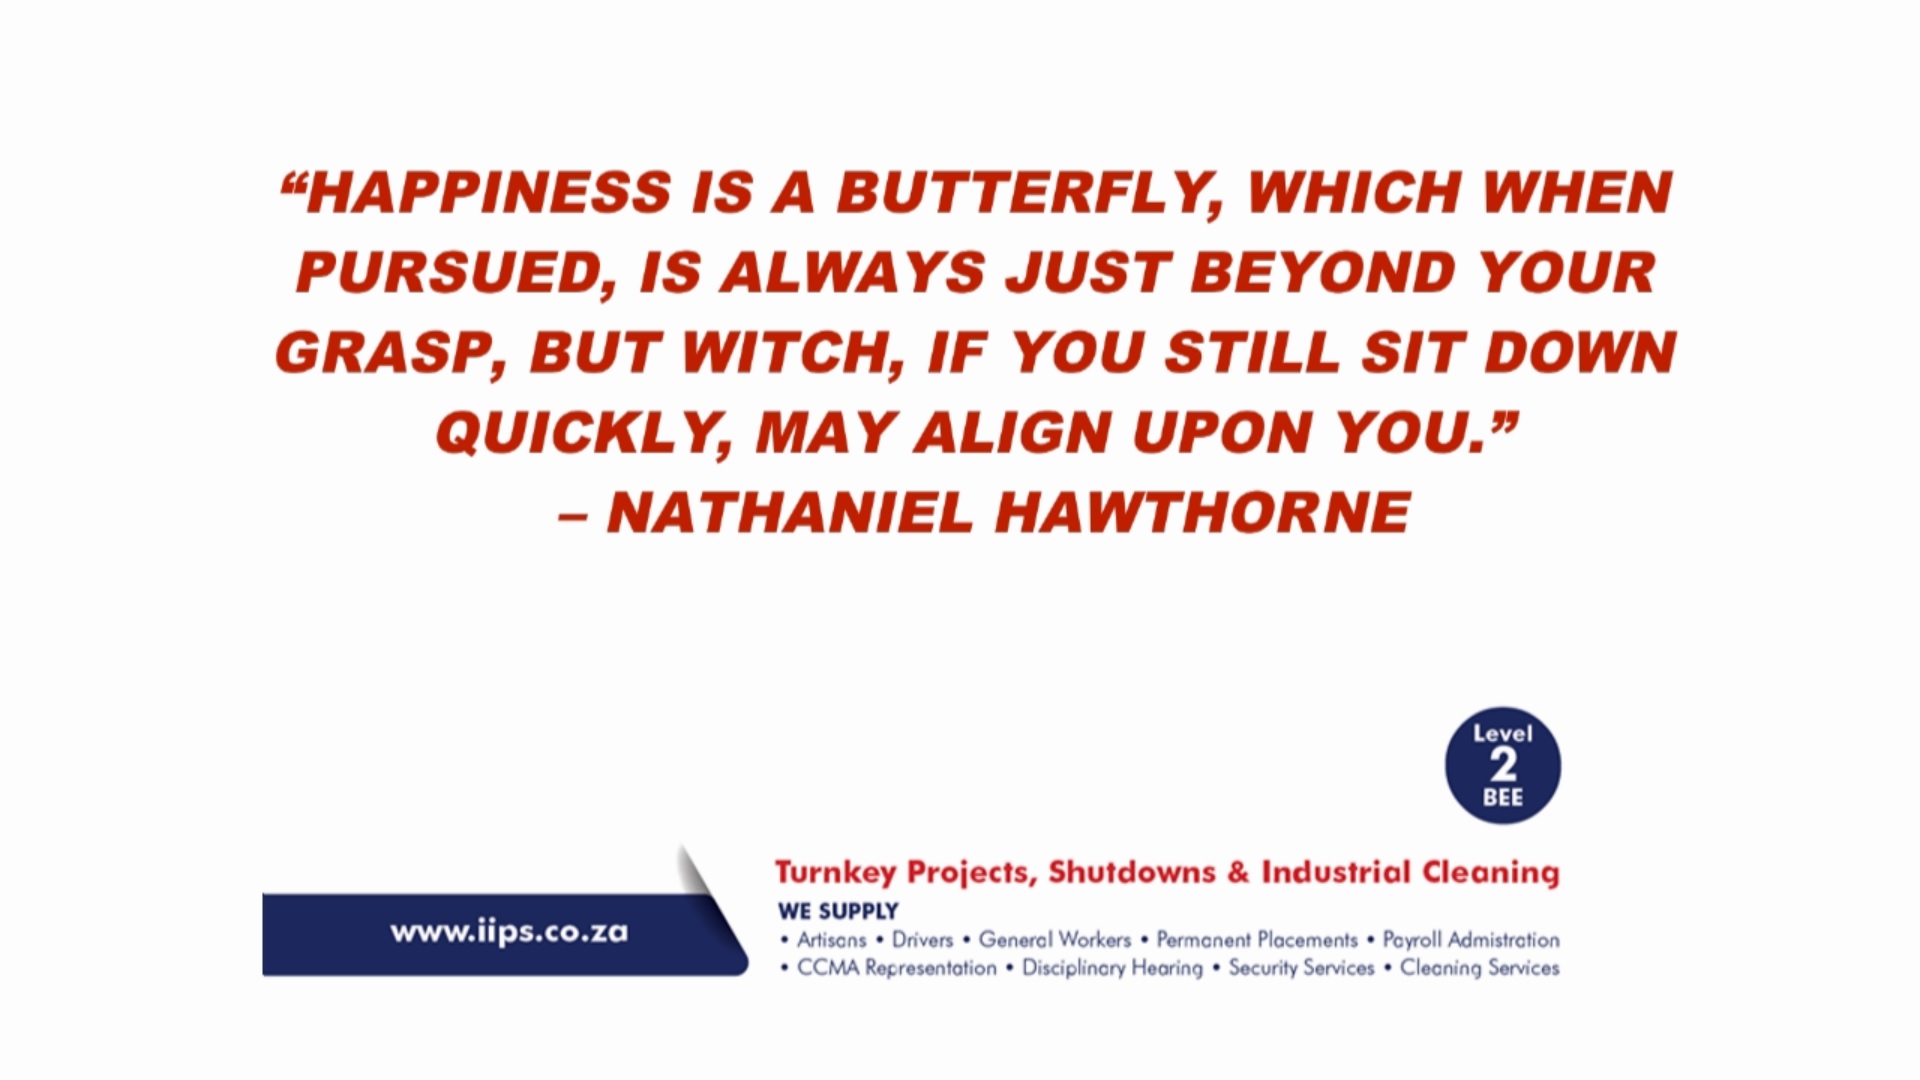 “HAPPINESS IS A BUTTERFLY, WHICH WHEN
PURSUED, IS ALWAYS JUST BEYOND YOUR
GRASP, BUT WITCH, IF YOU STILL SIT DOWN
QUICKLY, MAY ALIGN UPON YOU.”
– NATHANIEL HAWTHORNE
Level
2
BEE
www.iips.co.za
Turnkey Projects, Shutdowns & Industrial Cleaning
WE SUPPLY
• Artisans • Drivers • General Workers • Permanent Placements • Payroll Admistration
• CCMA Representation • Disciplinary Hearing • Security Services • Cleaning Services